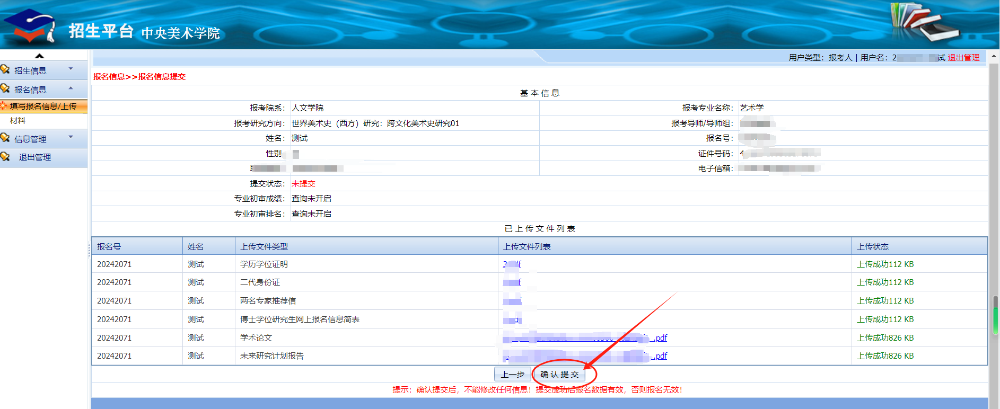 招生平台 中央美术学院
用户类型：报考人 | 用户名：2 试 退出管理
招生信息
报名信息
填写报名信息/上传
材料
信息管理
退出管理
报名信息>>报名信息提交
基 本 信 息
报考院系： 人文学院 报考专业名称： 艺术学
报考研究方向： 世界美术史（西方）研究：跨文化美术史研究01 报考导师/导师组：
姓名： 测试 报名号：
性别 证件号码：
电子信箱：
提交状态： 未提交
专业初审成绩： 查询未开启
专业初审排名： 查询未开启
已 上 传 文 件 列 表
报名号 姓名 上传文件类型 上传文件列表 上传状态
20242071 测试 学历学位证明 上传成功112 KB
20242071 测试 二代身份证 上传成功112 KB
20242071 测试 两名专家推荐信 上传成功112 KB
20242071 测试 博士学位研究生网上报名信息简表 上传成功112 KB
20242071 测试 学术论文 .pdf 上传成功826 KB
20242071 测试 未来研究计划报告 .pdf 上传成功826 KB
上一步 确 认 提 交
提示：确认提交后，不能修改任何信息！提交成功后报名数据有效，否则报名无效！